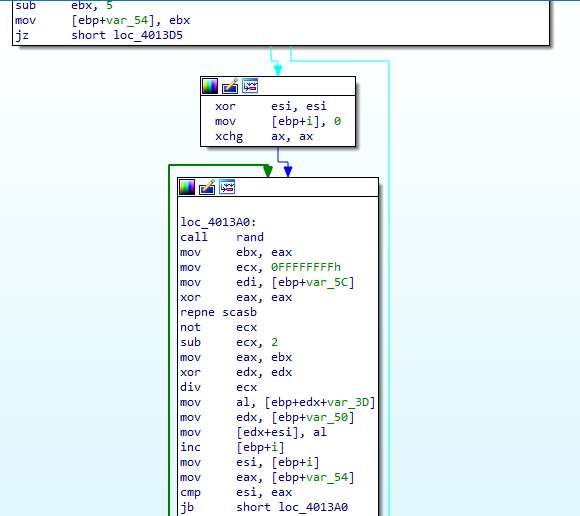 sub ebx, 5
mov [ebp+var_54], ebx
jz short loc_4013D5
xor esi, esi
mov [ebp+i], 0
xchg ax, ax
loc_4013A0:
call rand
mov ebx, eax
mov ecx, 0FFFFFFFFh
mov edi, [ebp+var_5C]
xor eax, eax
repne scasb
not ecx
sub ecx, 2
mov eax, ebx
xor edx, edx
div ecx
mov al, [ebp+edx+var_3D]
mov edx, [ebp+var_50]
mov [edx+esi], al
inc [ebp+i]
mov esi, [ebp+i]
mov eax, [ebp+var_54]
cmp esi, eax
jb short loc_4013A0